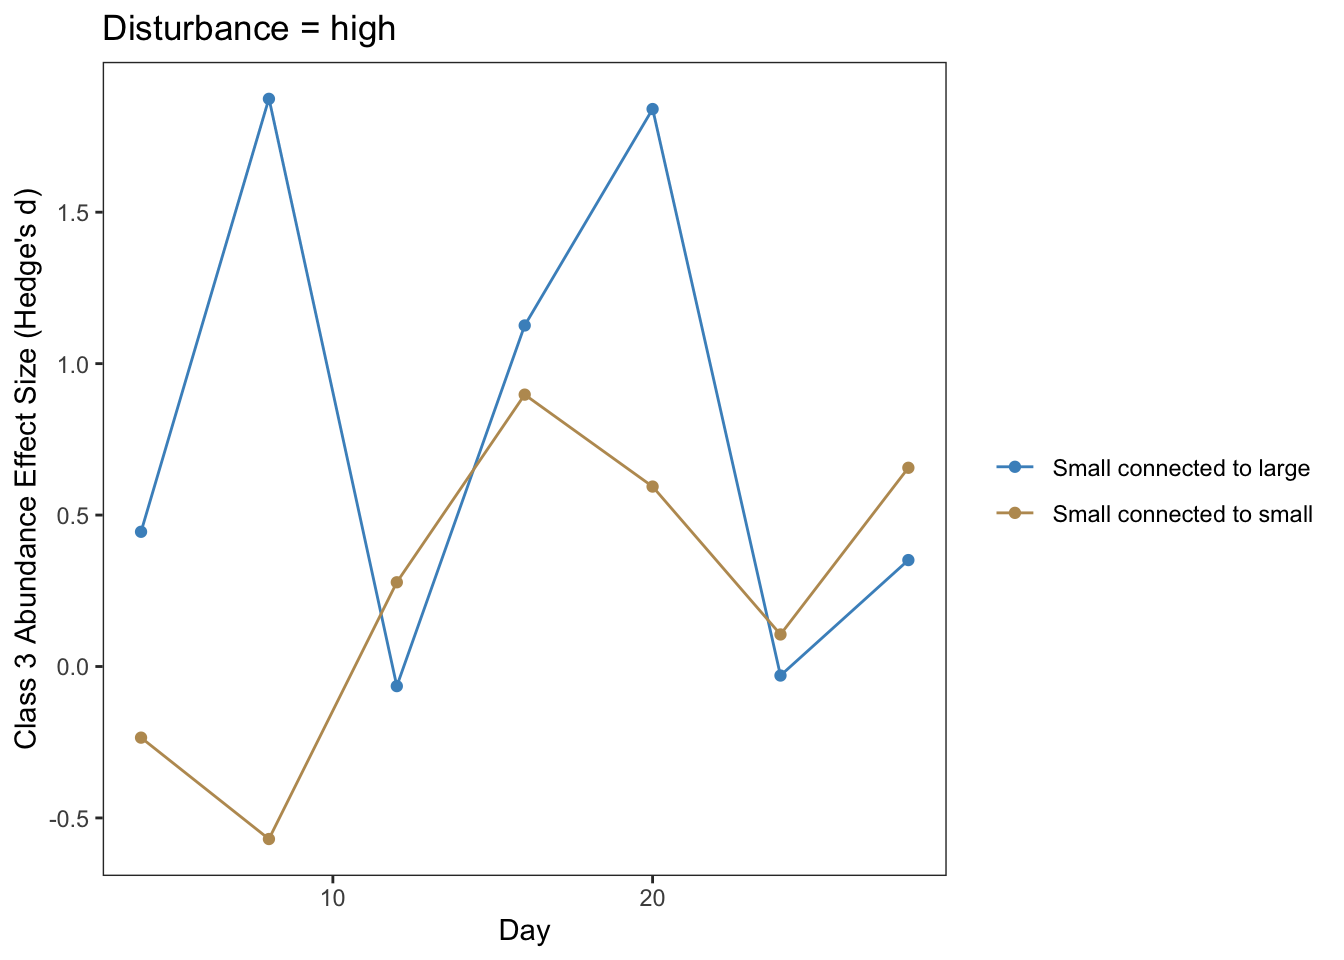 Disturbance = high
Class 3 Abundance Effect Size (Hedge's d)
1.5
1.0
0.5
0.0
-0.5
10
20
Day
Small connected to large
Small connected to small